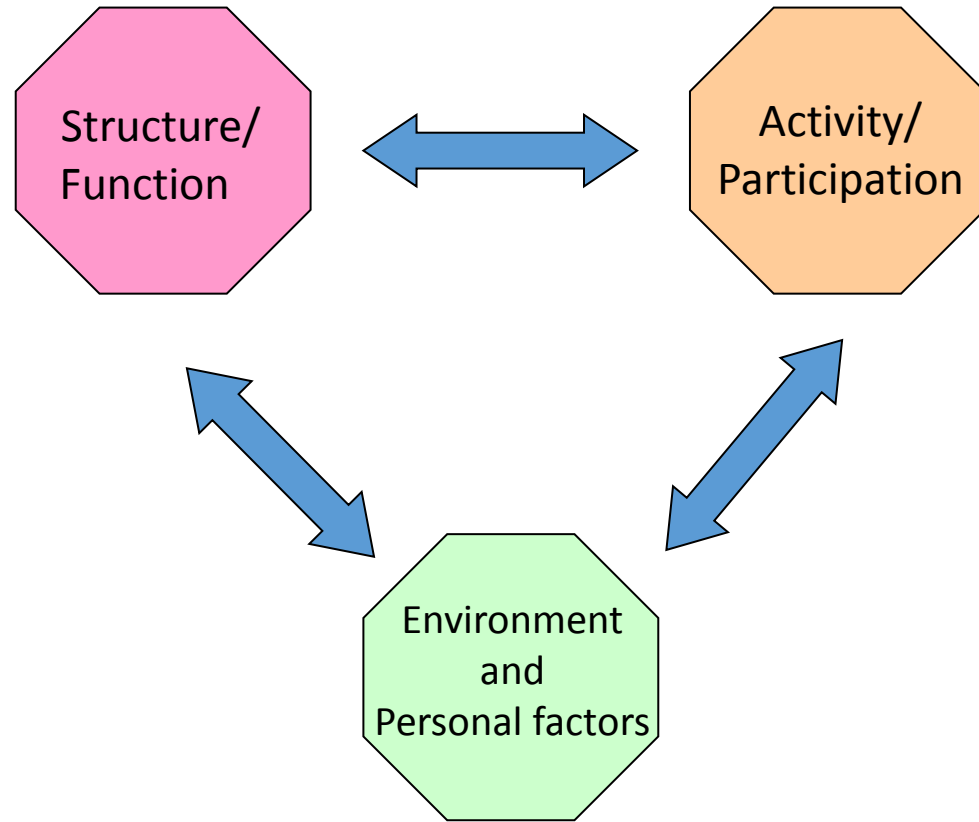 Structure/
Function
Activity/
Participation
Environment
and
Personal factors